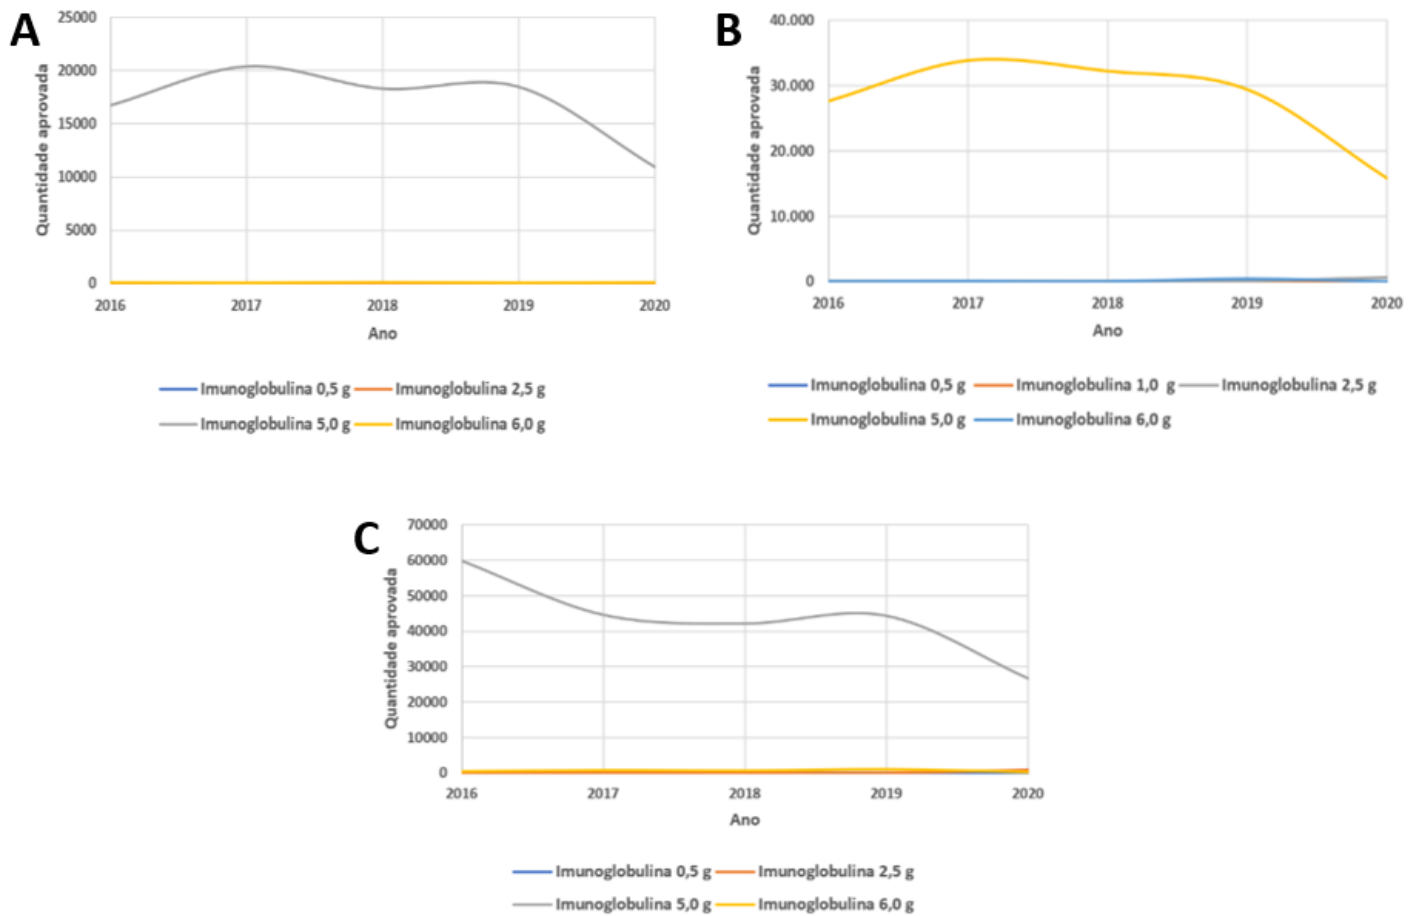 A
Quantidade aprovada
25000
20000
15000
10000
5000
0
2016 2017 2018 2019 2020
Ano
Imunoglobulina 0,5 g Imunoglobulina 2,5 g
Imunoglobulina 5,0 g Imunoglobulina 6,0 g
B
Quantidade aprovada
40.000
30.000
20.000
10.000
0
2016 2017 2018 2019 2020
Ano
Imunoglobulina 0,5 g Imunoglobulina 1,0 g Imunoglobulina 2,5 g
Imunoglobulina 5,0 g Imunoglobulina 6,0 g
C
Quantidade aprovada
70000
60000
50000
40000
30000
20000
10000
0
2016 2017 2018 2019 2020
Ano
Imunoglobulina 0,5 g Imunoglobulina 2,5 g
Imunoglobulina 5,0 g Imunoglobulina 6,0 g